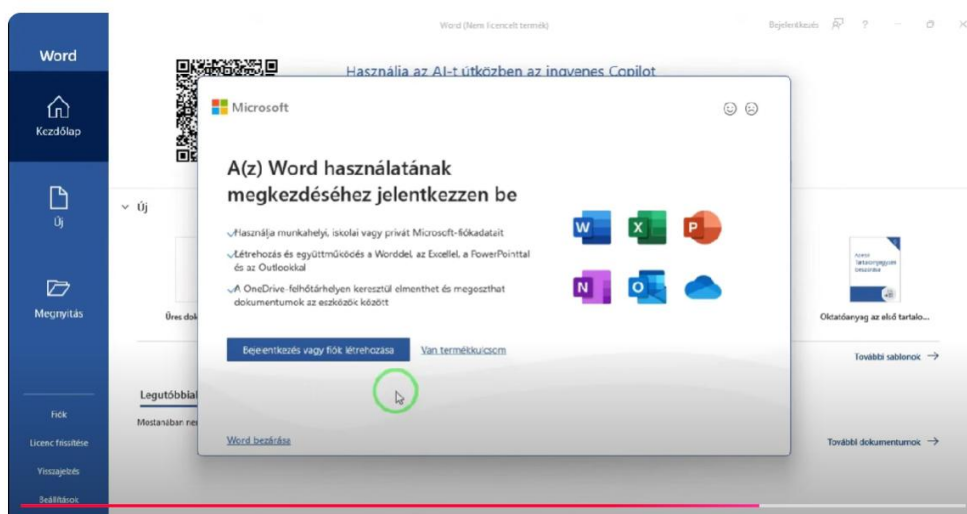 Word (Nem licencelt termék)
Bejelentkezés
?
Word
Használja az AI-t útközben az ingyenes Copilot
Kezdőlap
Új
Megnyitás
Fiók
Licenc frissítése
Visszajelzés
Beállítások
Új
Üres dok
Microsoft
A(z) Word használatának
megkezdéséhez jelentkezzen be
Használja munkahelyi, iskolai vagy privát Microsoft-fiókadatait
Létrehozás és együttműködés a Worddel, az Excellel, a PowerPointtal
és az Outlookkal
A OneDrive-felhőtárhelyen keresztül elmenthet és megoszthat
dokumentumok az eszközök között
W
X
P
N
O
Bejelentkezés vagy fiók létrehozása
Van termékkulcsom
Word bezárása
Oktatóanyag az első tartalo...
További sablonok
Legutóbbial
Mostanában ner
További dokumentumok